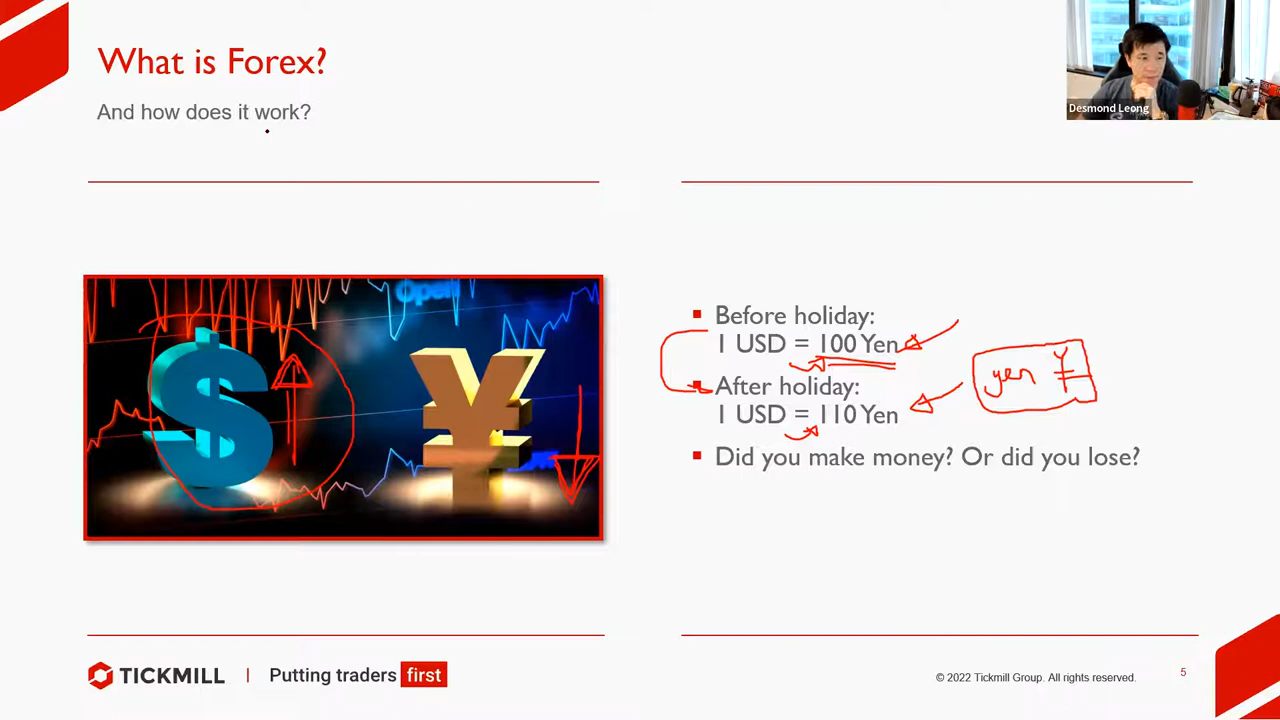 What is Forex?
And how does it work?
Desmond Leong
Open
Before holiday:
1 USD = 100 Yen
After holiday:
1 USD = 110 Yen
yen ¥
Did you make money? Or did you lose?
$
¥
TICKMILL | Putting traders first
© 2022 Tickmill Group. All rights reserved.
5